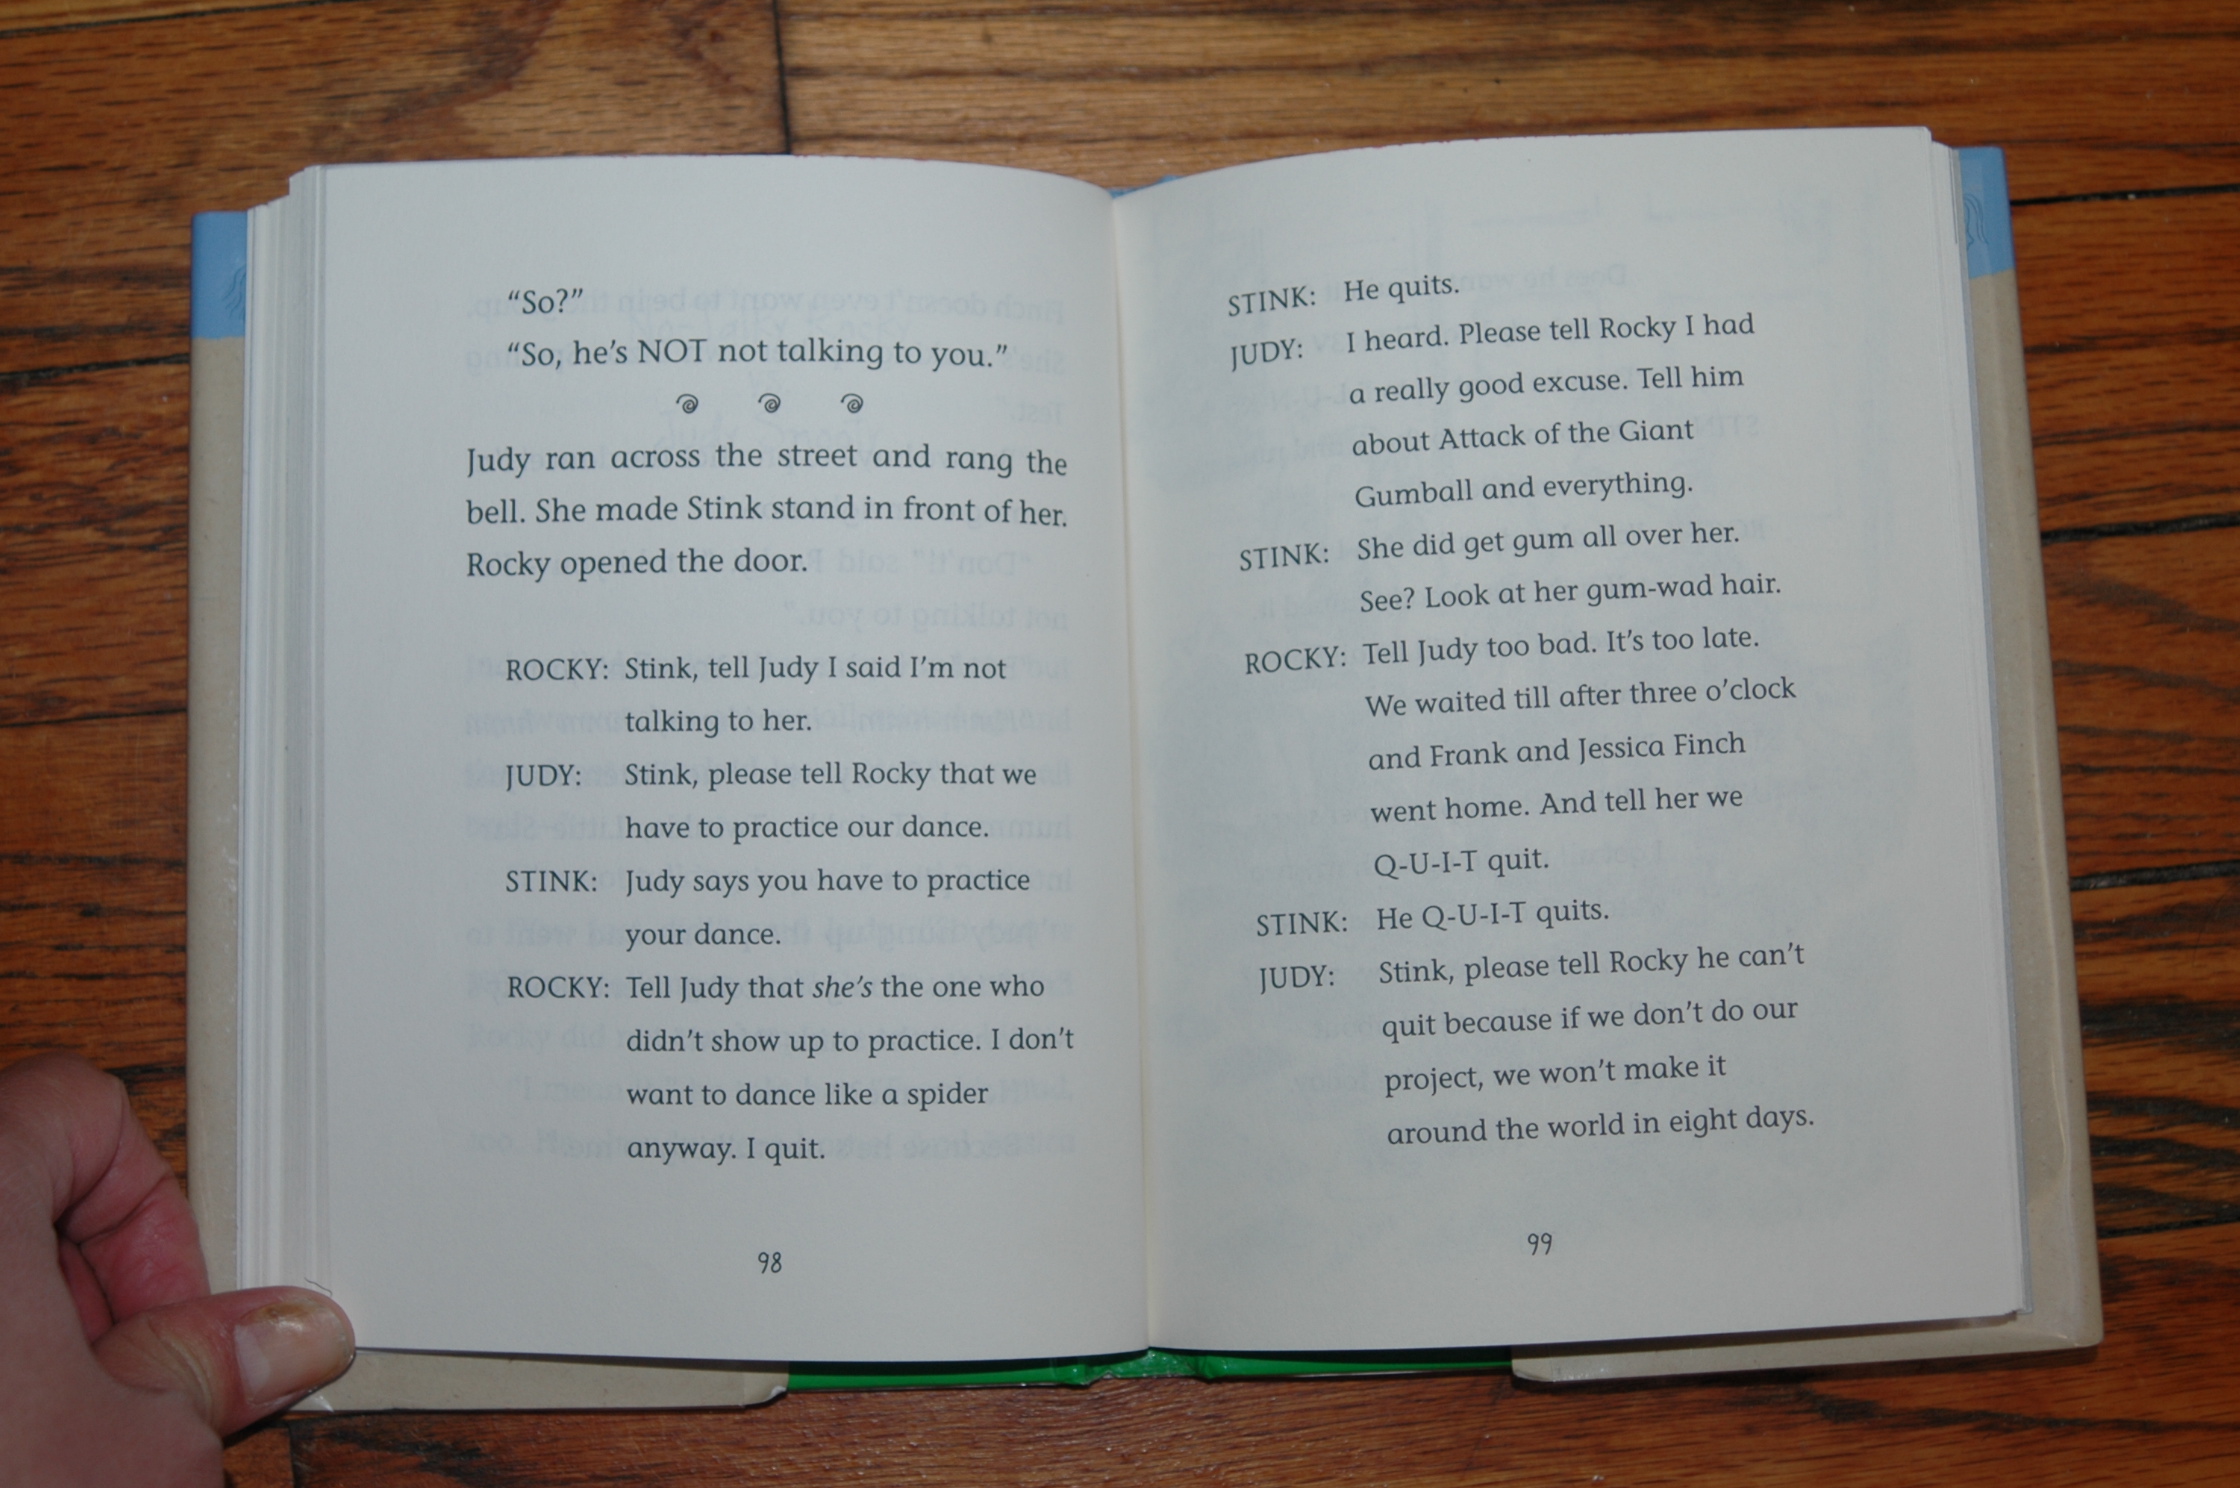 “So?”
“So, he’s NOT not talking to you.”
Judy ran across the street and rang the
bell. She made Stink stand in front of her.
Rocky opened the door.
ROCKY: Stink, tell Judy I said I’m not
talking to her.
JUDY: Stink, please tell Rocky that we
have to practice our dance.
STINK: Judy says you have to practice
your dance.
ROCKY: Tell Judy that she’s the one who
didn’t show up to practice. I don’t
want to dance like a spider
anyway. I quit.
98
STINK: He quits.
JUDY: I heard. Please tell Rocky I had
a really good excuse. Tell him
about Attack of the Giant
Gumball and everything.
STINK: She did get gum all over her.
See? Look at her gum-wad hair.
ROCKY: Tell Judy too bad. It’s too late.
We waited till after three o’clock
and Frank and Jessica Finch
went home. And tell her we
Q-U-I-T quit.
STINK: He Q-U-I-T quits.
JUDY: Stink, please tell Rocky he can’t
quit because if we don’t do our
project, we won’t make it
around the world in eight days.
99